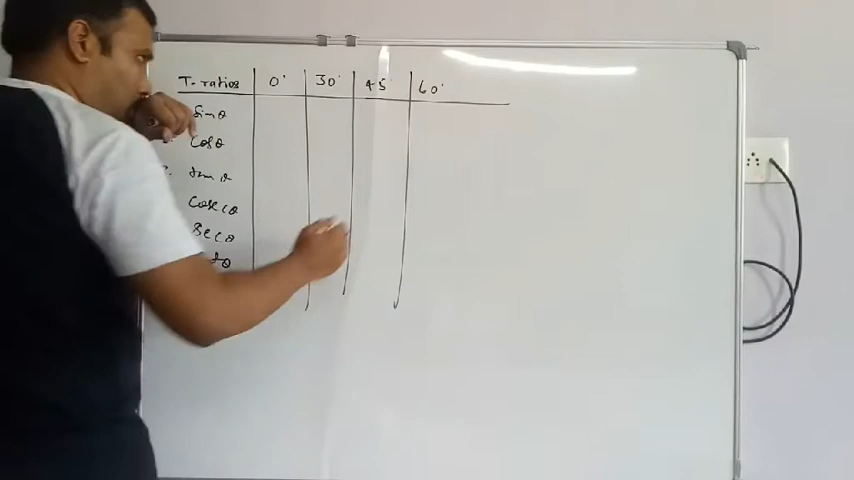 T-ratios 0° 30° 45° 60°
Sinθ
Cosθ
tanθ
Cosecθ
Secθ